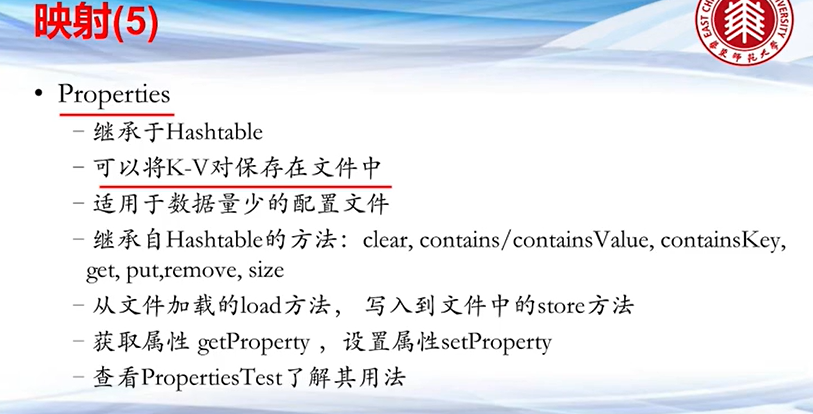 映射(5)
EAST CH
UNIVERSITY
华东师范大学
• Properties
– 继承于Hashtable
– 可以将K-V对保存在文件中
– 适用于数据量少的配置文件
– 继承自Hashtable的方法：clear, contains/containsValue, containsKey,
get, put,remove, size
– 从文件加载的load方法， 写入到文件中的store方法
– 获取属性 getProperty ，设置属性setProperty
– 查看PropertiesTest了解其用法